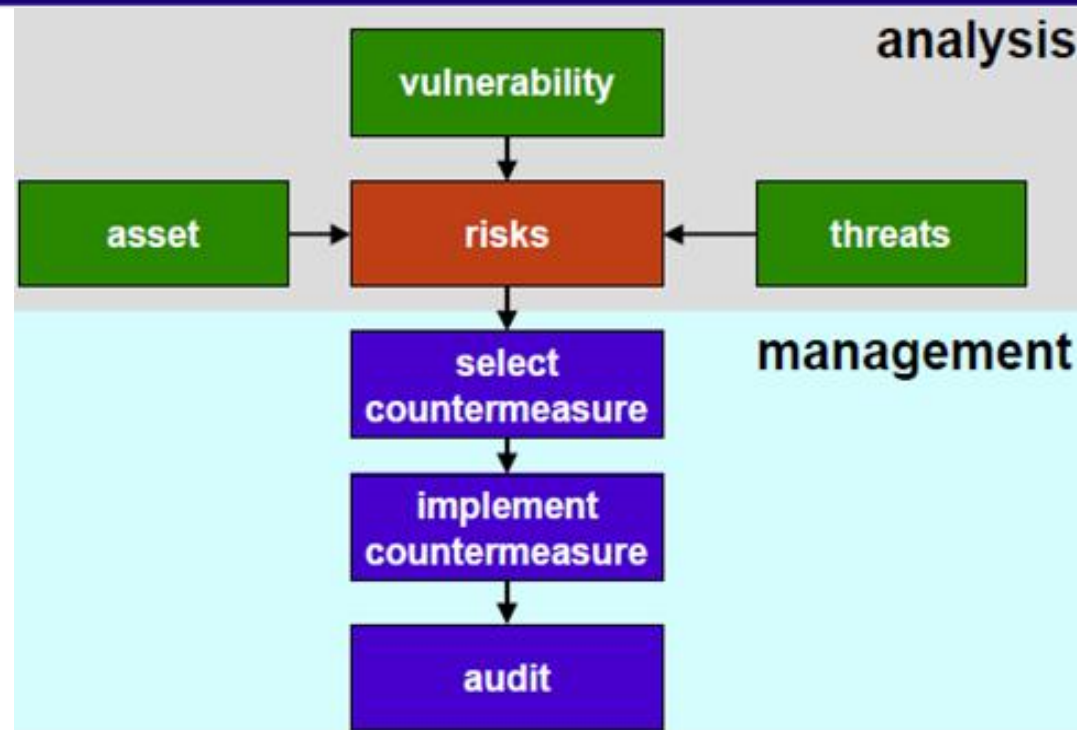 analysis
vulnerability
asset
risks
threats
management
select
countermeasure
implement
countermeasure
audit